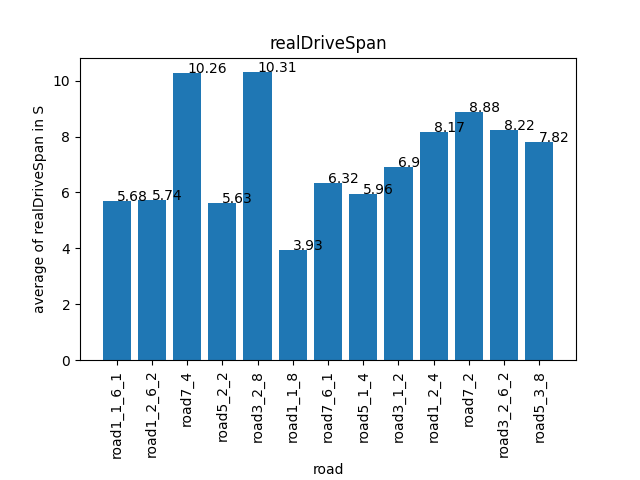 realDriveSpan
average of realDriveSpan in S
10
8
6
4
2
0
5.68
5.74
10.26
5.63
10.31
3.93
6.32
5.96
6.9
8.17
8.88
8.22
7.82
road1_1_6_1
road1_2_6_2
road7_4
road5_2_2
road3_2_8
road1_1_8
road7_6_1
road5_1_4
road3_1_2
road1_2_4
road7_2
road3_2_6_2
road5_3_8
road